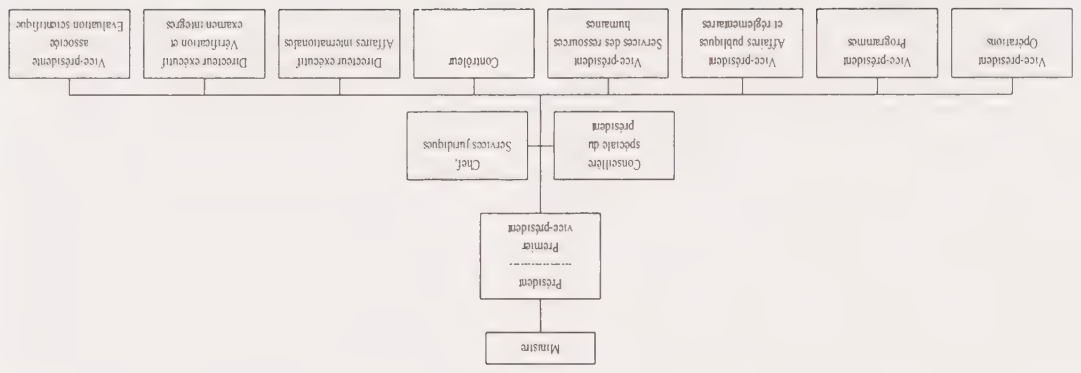 Ministre
Président
Premier
vice-président
Conseillère
spéciale du
président
Chef,
Services juridiques
Vice-président
Opérations
Vice-président
Programmes
Vice-président
Affaires publiques
et réglementaires
Vice-président
Services des ressources
humaines
Contrôleur
Directeur exécutif
Affaires internationales
Directeur exécutif
Vérification et
examen intégrés
Vice-présidente
associée
Évaluation scientifique